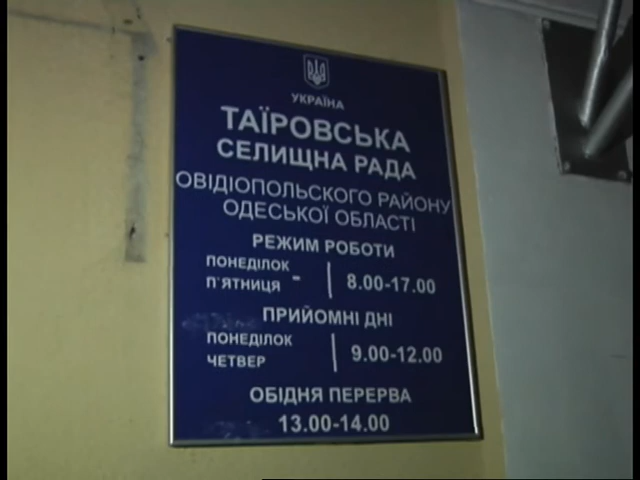 УКРАЇНА
ТАЇРОВСЬКА
СЕЛИЩНА РАДА
ОВІДІОПОЛЬСКОГО РАЙОНУ
ОДЕСЬКОЇ ОБЛАСТІ
РЕЖИМ РОБОТИ
ПОНЕДІЛОК -
П`ЯТНИЦЯ 8.00-17.00
ПРИЙОМНІ ДНІ
ПОНЕДІЛОК
ЧЕТВЕР 9.00-12.00
ОБІДНЯ ПЕРЕРВА
13.00-14.00